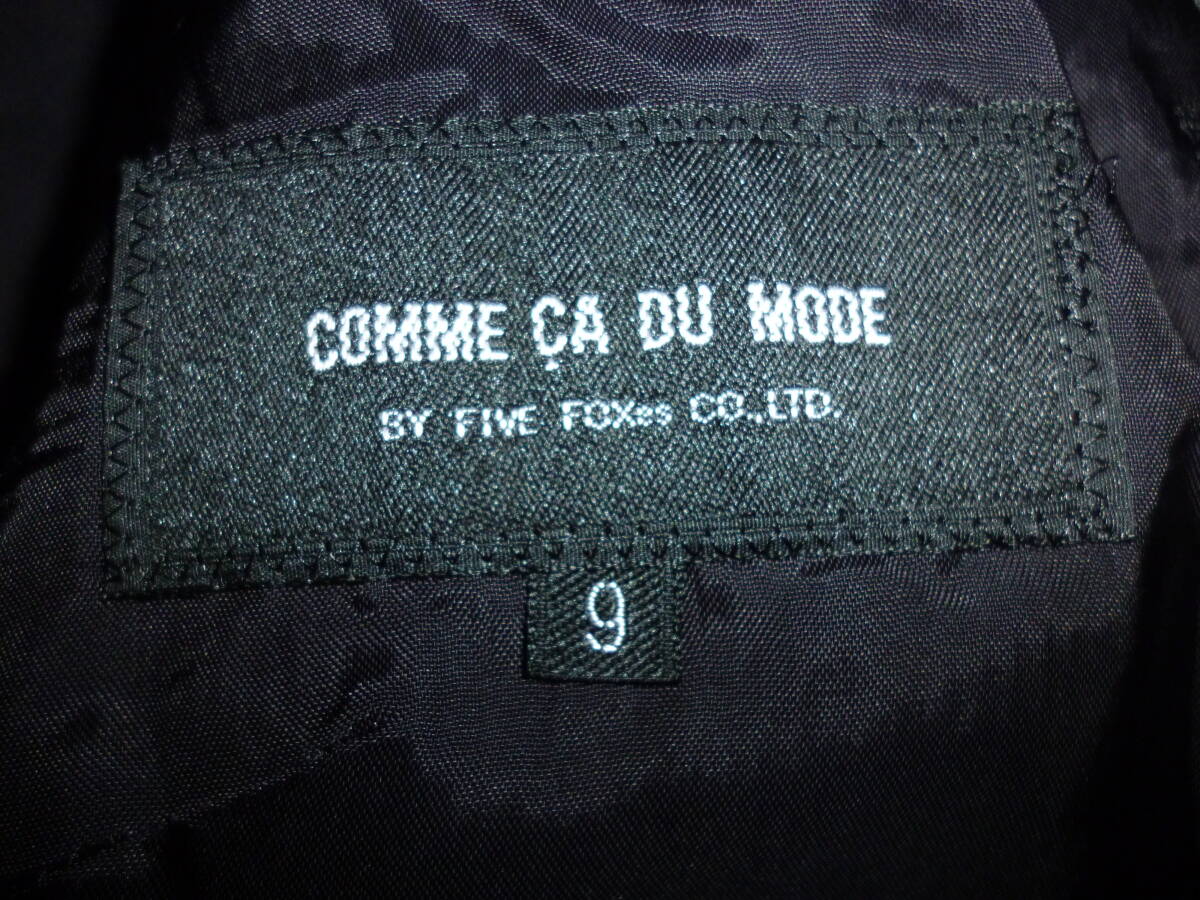 COMME ÇA DU MODE
BY FIVE FOXes CO.,LTD.
9